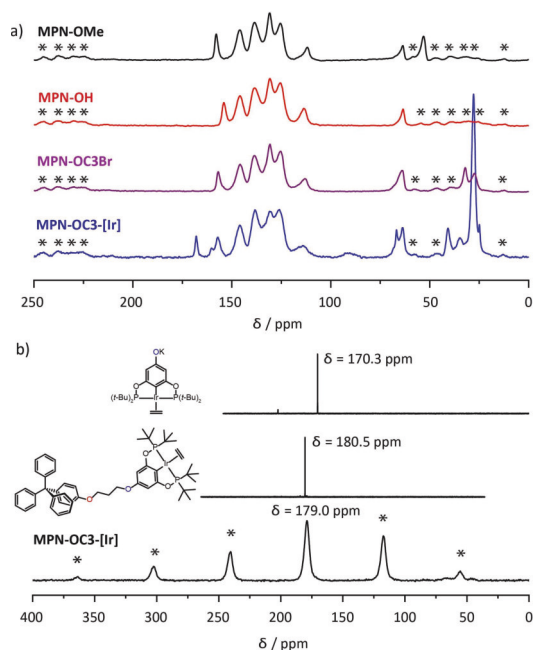 a)
MPN-OMe
* * * * * * * * * *
MPN-OH
* * * * * * * * * *
MPN-OC3Br
* * * * * * * *
MPN-OC3-[Ir]
* * * * * * *
250 200 150 100 50 0
δ / ppm
b)
OK
O O
(t-Bu)₂P Ir P(t-Bu)₂
δ = 170.3 ppm
O P
Ir
O O O P
δ = 180.5 ppm
δ = 179.0 ppm
MPN-OC3-[Ir]
* * * * *
400 350 300 250 200 150 100 50 0
δ / ppm